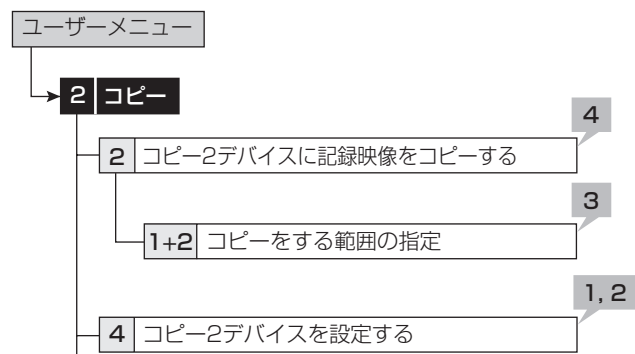 ユーザーメニュー
2 コピー
4
2 コピー2デバイスに記録映像をコピーする
3
1+2 コピーをする範囲の指定
1, 2
4 コピー2デバイスを設定する